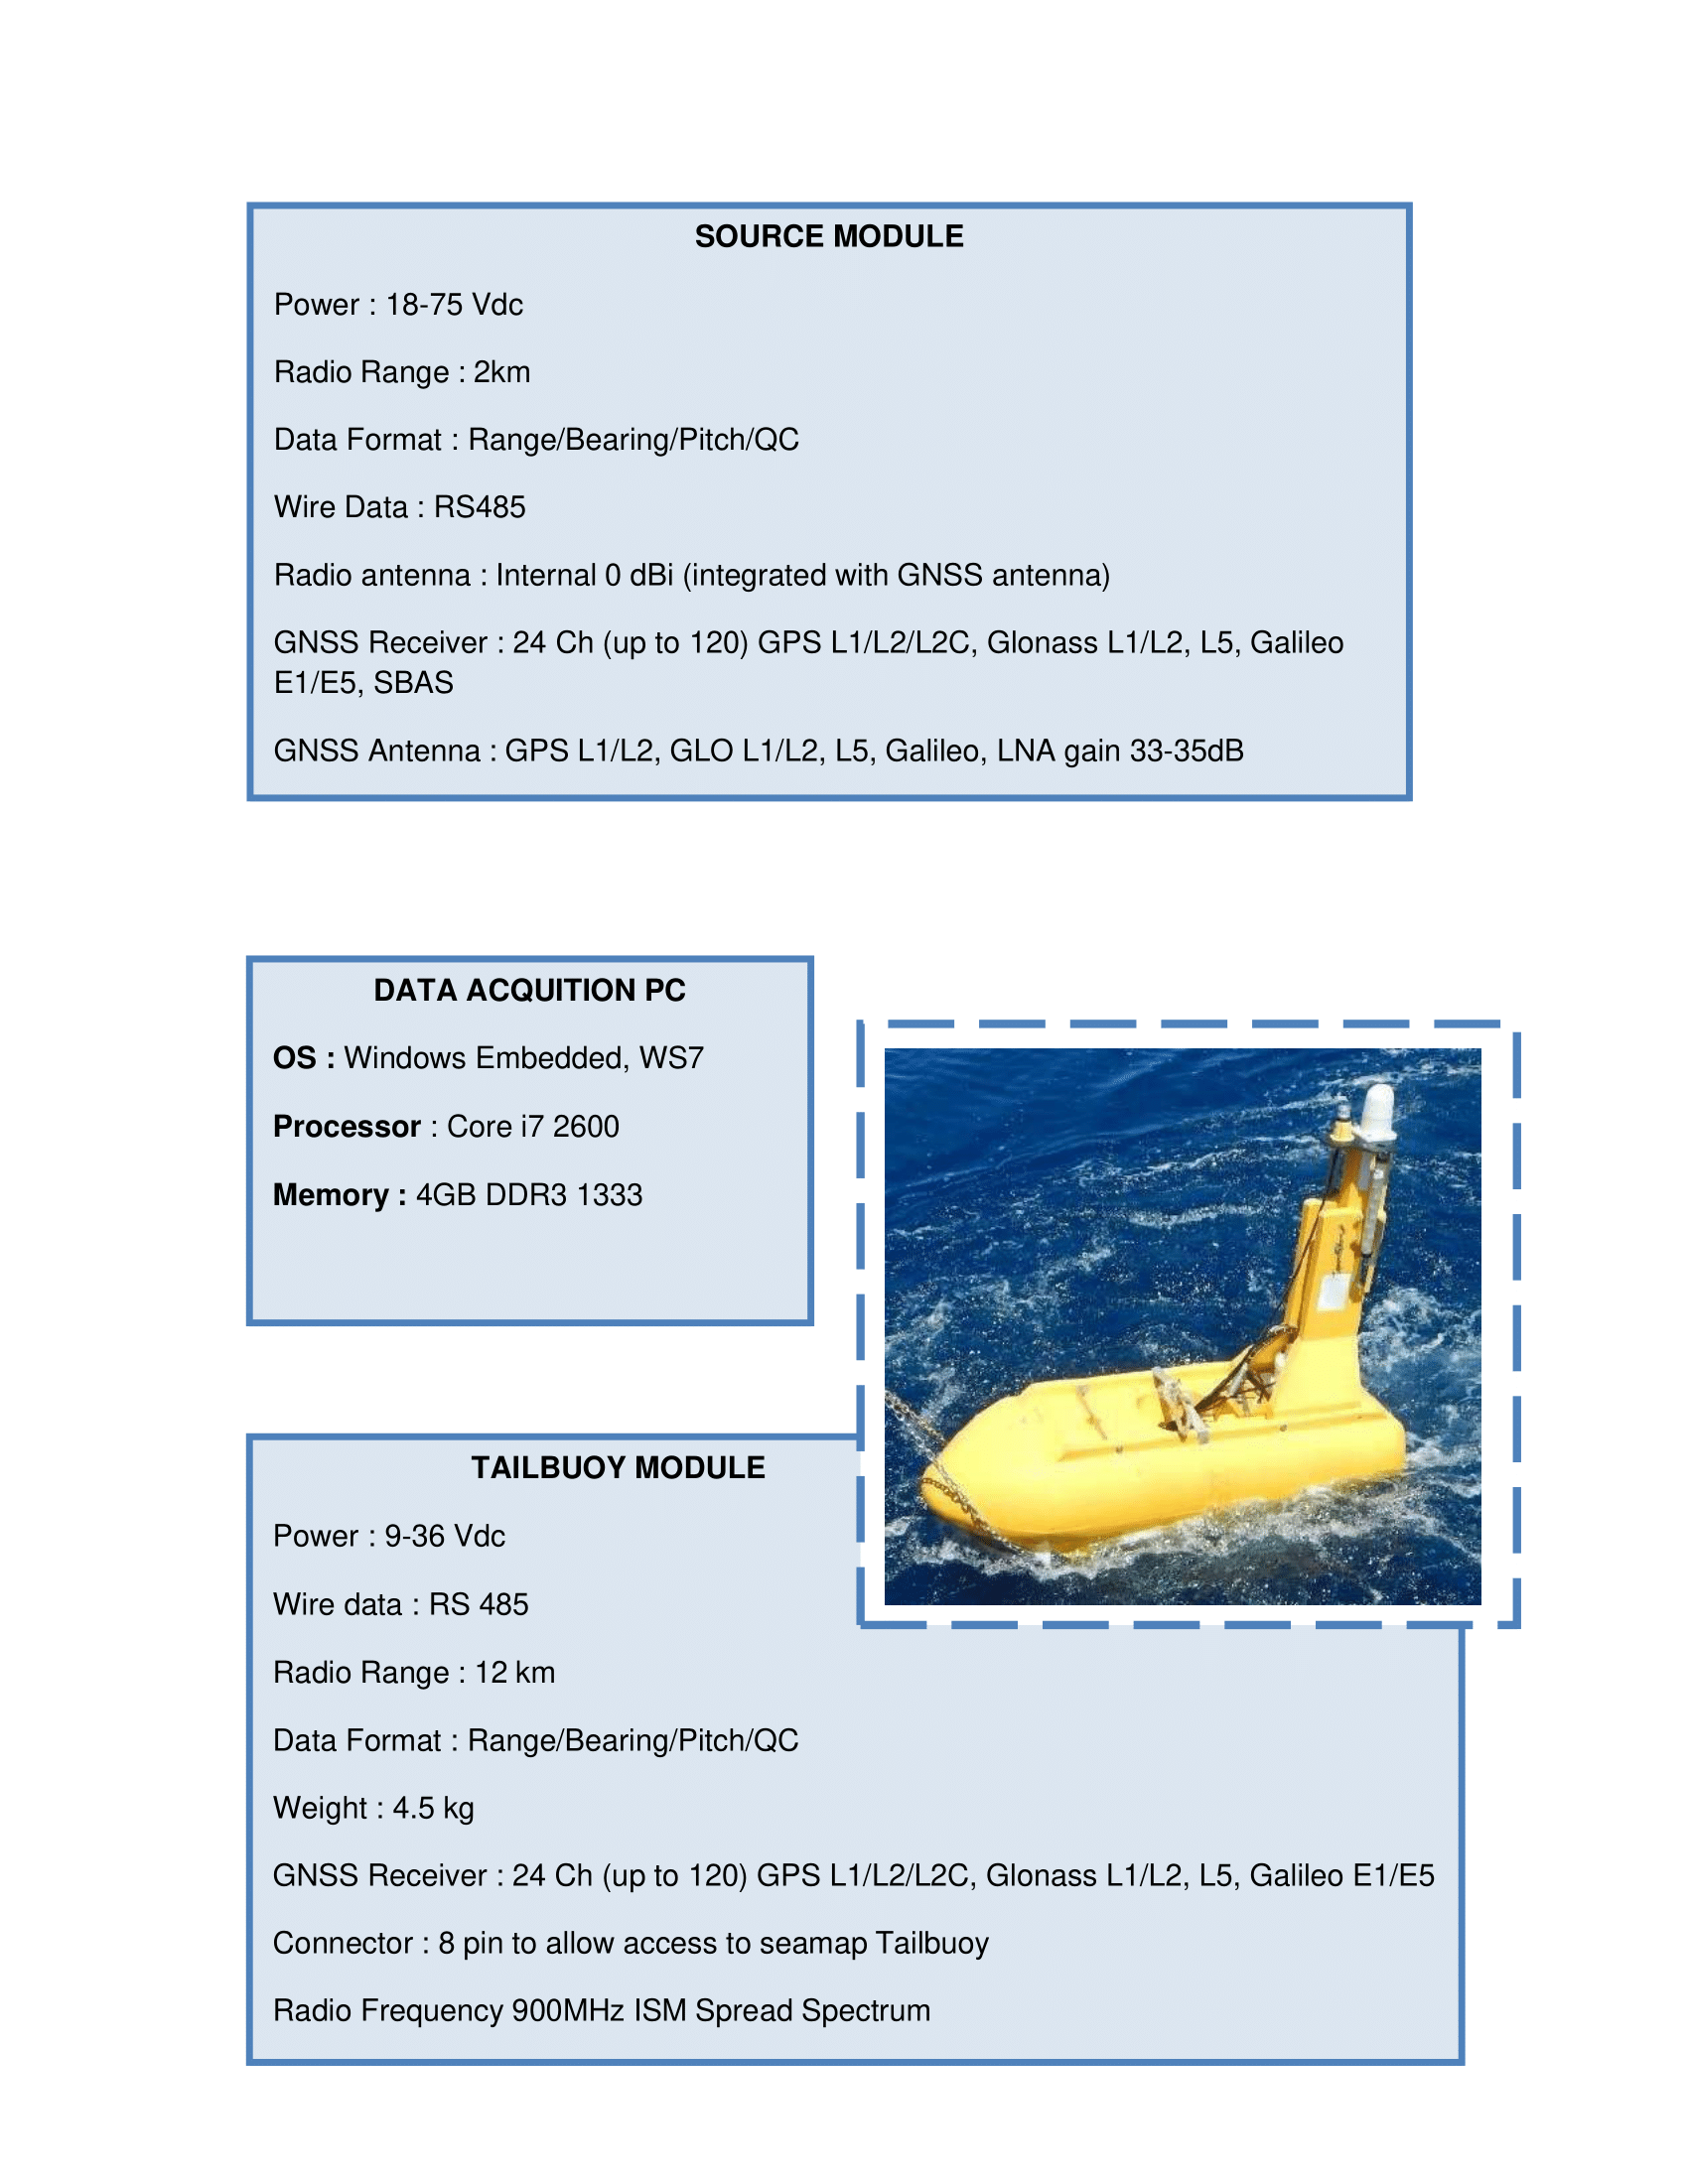 SOURCE MODULE
Power : 18-75 Vdc
Radio Range : 2km
Data Format : Range/Bearing/Pitch/QC
Wire Data : RS485
Radio antenna : Internal 0 dBi (integrated with GNSS antenna)
GNSS Receiver : 24 Ch (up to 120) GPS L1/L2/L2C, Glonass L1/L2, L5, Galileo
E1/E5, SBAS
GNSS Antenna : GPS L1/L2, GLO L1/L2, L5, Galileo, LNA gain 33-35dB
DATA ACQUITION PC
OS : Windows Embedded, WS7
Processor : Core i7 2600
Memory : 4GB DDR3 1333
TAILBUOY MODULE
Power : 9-36 Vdc
Wire data : RS 485
Radio Range : 12 km
Data Format : Range/Bearing/Pitch/QC
Weight : 4.5 kg
GNSS Receiver : 24 Ch (up to 120) GPS L1/L2/L2C, Glonass L1/L2, L5, Galileo E1/E5
Connector : 8 pin to allow access to seamap Tailbuoy
Radio Frequency 900MHz ISM Spread Spectrum